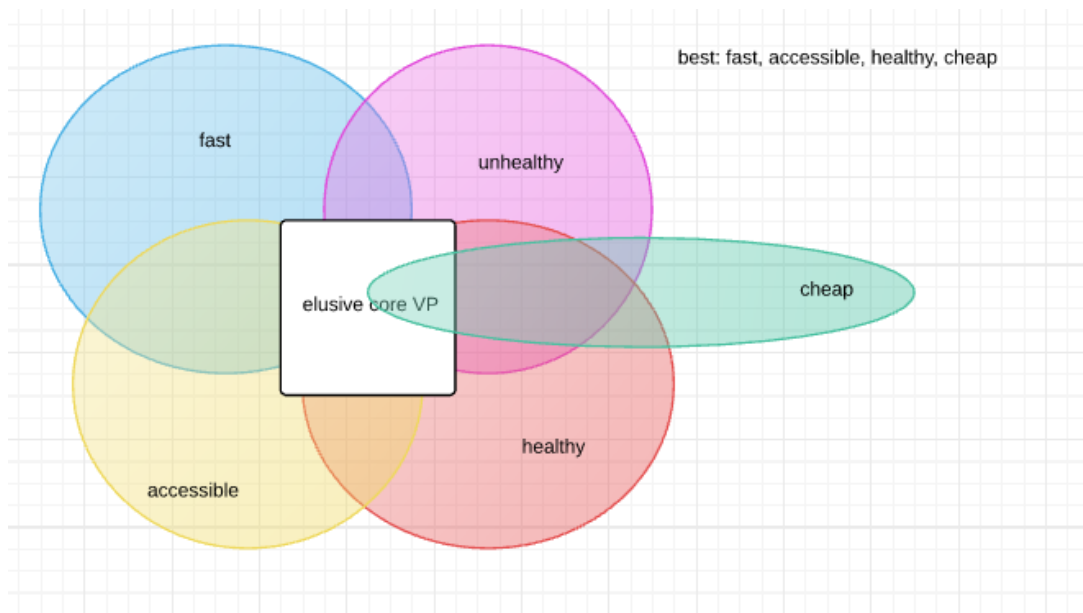 best: fast, accessible, healthy, cheap
fast
unhealthy
cheap
elusive core VP
healthy
accessible